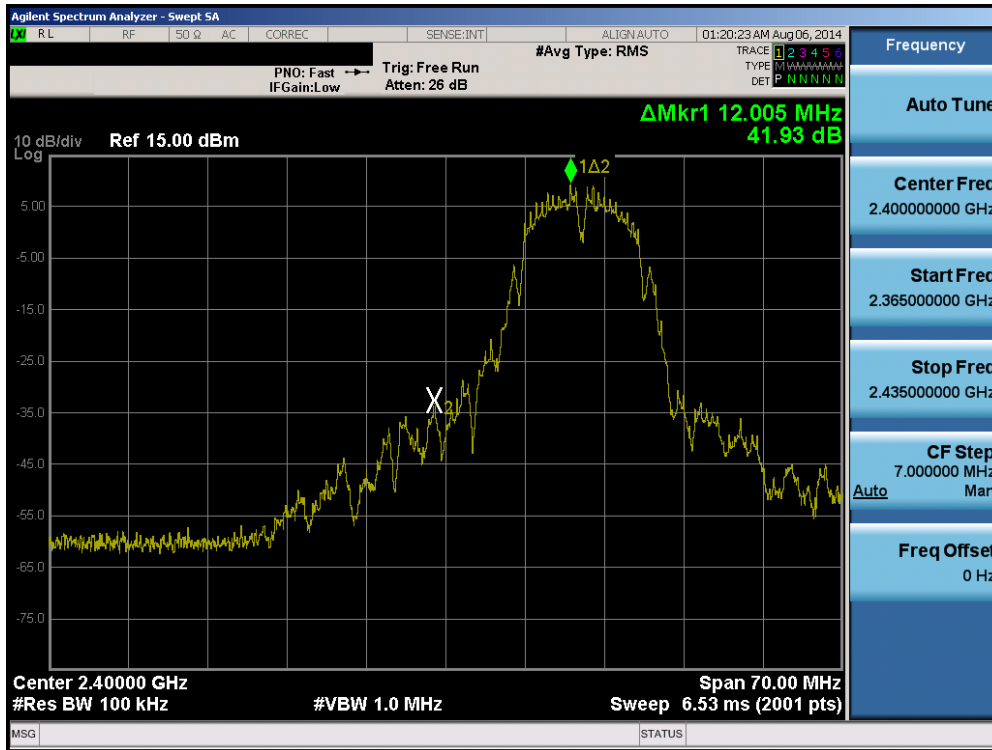 Agilent Spectrum Analyzer - Swept SA
LXI RL RF 50 Ω AC CORREC SENSE:INT ALIGN AUTO 01:20:23 AM Aug 06, 2014
#Avg Type: RMS
TRACE 1 2 3 4 5 6
PNO: Fast Trig: Free Run
TYPE M
IFGain:Low Atten: 26 dB
DET P N N N N N
ΔMkr1 12.005 MHz
41.93 dB
10 dB/div Ref 15.00 dBm
Log
1Δ2
5.00
-5.00
-15.0
-25.0
-35.0
2
-45.0
-55.0
-65.0
-75.0
Center 2.40000 GHz Span 70.00 MHz
#Res BW 100 kHz #VBW 1.0 MHz Sweep 6.53 ms (2001 pts)
MSG STATUS
Frequency
Auto Tune
Center Freq
2.400000000 GHz
Start Freq
2.365000000 GHz
Stop Freq
2.435000000 GHz
CF Step
7.000000 MHz
Auto Man
Freq Offset
0 Hz